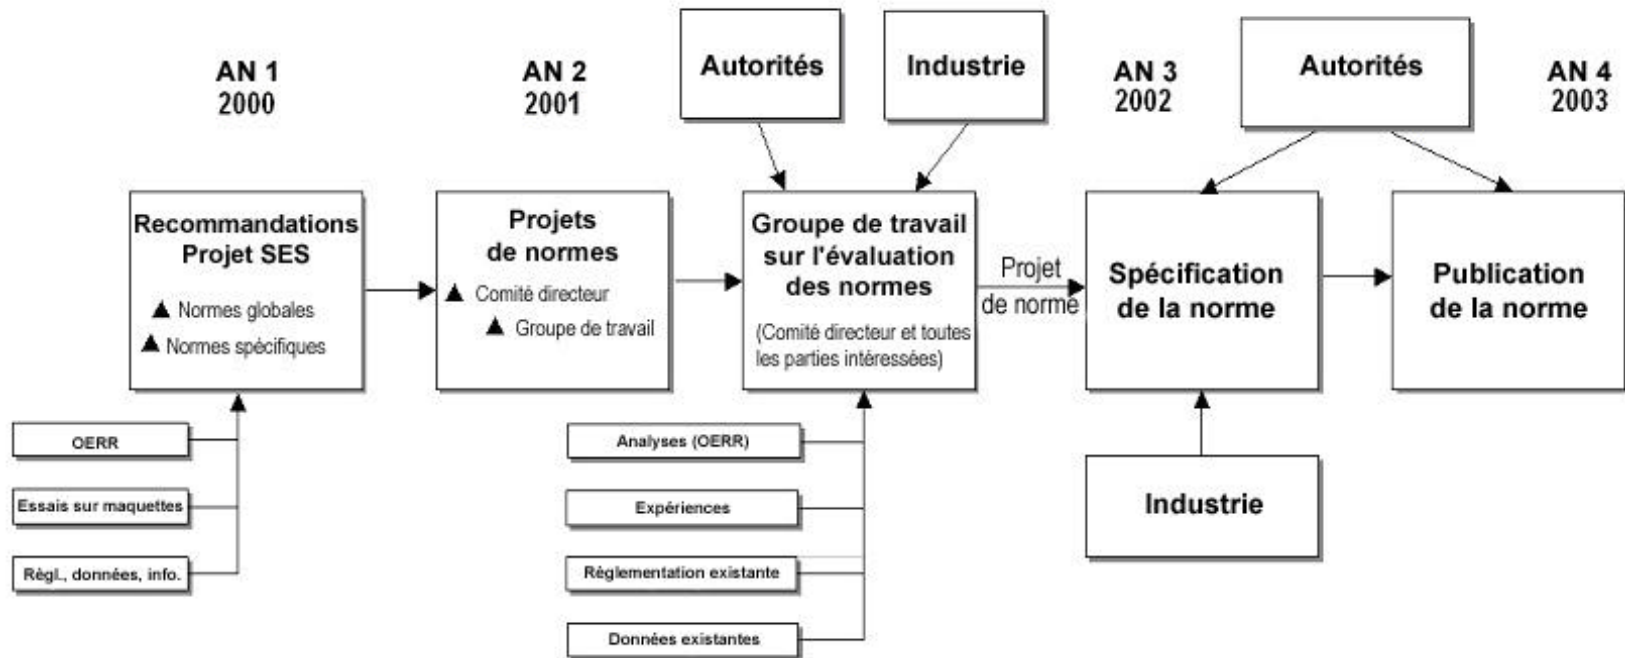 AN 1
2000
AN 2
2001
Autorités
Industrie
AN 3
2002
Autorités
AN 4
2003
Recommandations
Projet SES
▲ Normes globales
▲ Normes spécifiques
Projets
de normes
▲ Comité directeur
▲ Groupe de travail
Groupe de travail
sur l'évaluation
des normes
(Comité directeur et toutes
les parties intéressées)
Projet
de norme
Spécification
de la norme
Publication
de la norme
OERR
Essais sur maquettes
Règl., données, info.
Analyses (OERR)
Expériences
Règlementation existante
Données existantes
Industrie